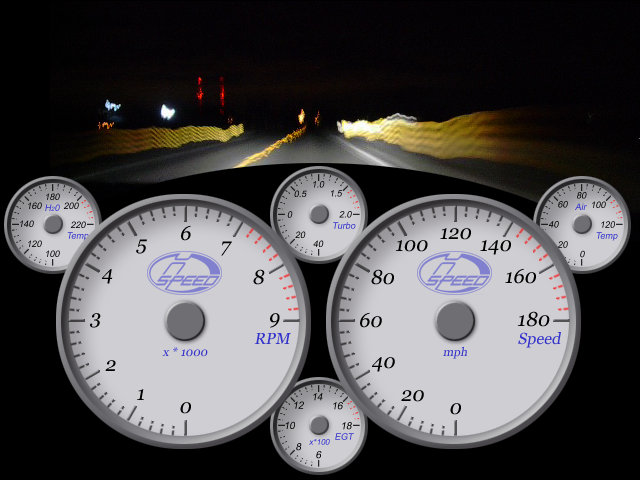 180
160 H2O 200
140 220
120 Temp
100
1.0
0.5 1.5
0 2.0
20 Turbo
40
80
60 Air 100
40 120
20 Temp
0
6
5 7
4 8
SPEED
3 9
RPM
x * 1000
2
1
0
120
100 140
80 160
SPEED
60 180
Speed
mph
40
20
0
14
12 16
10 18
x*100 EGT
8
6